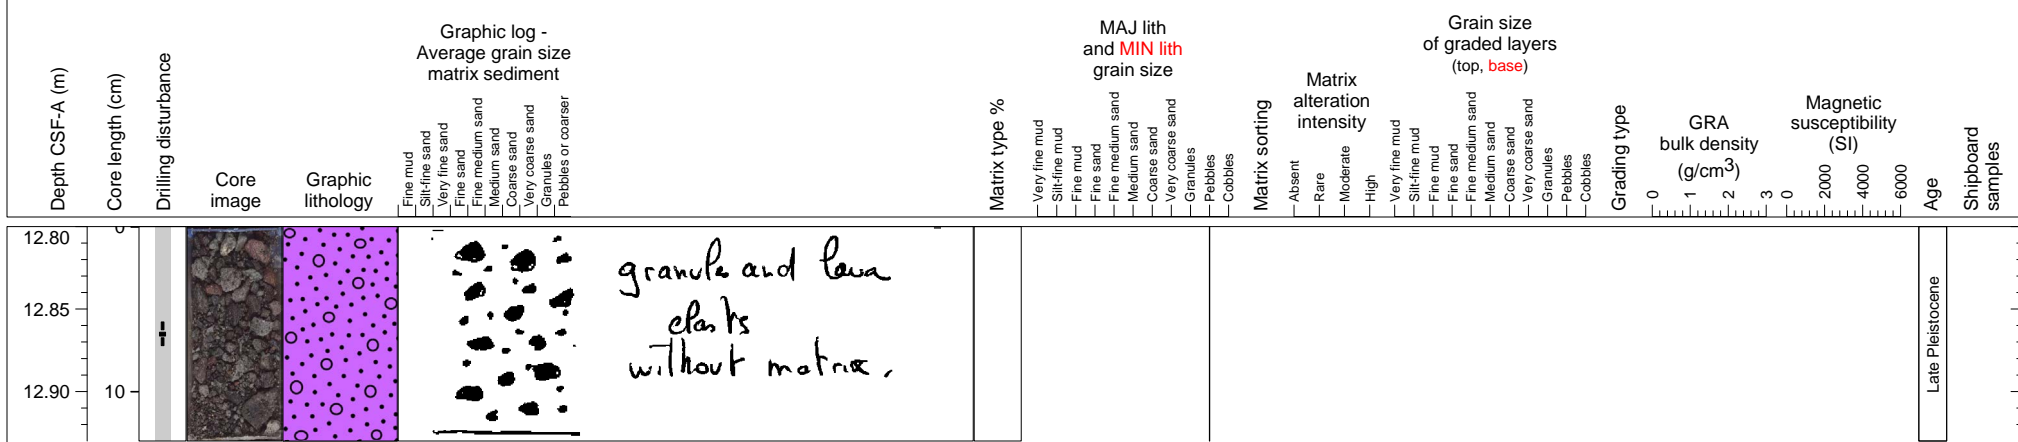 Depth CSF-A (m)
Core length (cm)
Drilling disturbance
Core
image
Graphic
lithology
Graphic log -
Average grain size
matrix sediment
Fine mud
Silt-fine sand
Very fine sand
Fine sand
Fine medium sand
Medium sand
Coarse sand
Very coarse sand
Granules
Pebbles or coarser
Matrix type %
MAJ lith
and MIN lith
grain size
Very fine mud
Silt-fine mud
Fine mud
Fine sand
Fine medium sand
Medium sand
Coarse sand
Very coarse sand
Granules
Pebbles
Cobbles
Matrix sorting
Matrix
alteration
intensity
Absent
Rare
Moderate
High
Grain size
of graded layers
(top, base)
Very fine mud
Silt-fine mud
Fine mud
Fine sand
Fine medium sand
Medium sand
Coarse sand
Very coarse sand
Granules
Pebbles
Cobbles
Grading type
GRA
bulk density
(g/cm3)
0 1 2 3
Magnetic
susceptibility
(SI)
0 2000 4000 6000
Age
Shipboard
samples
12.80
12.85
12.90
0
10
granule and lava
clasts
without matrix.
Late Pleistocene